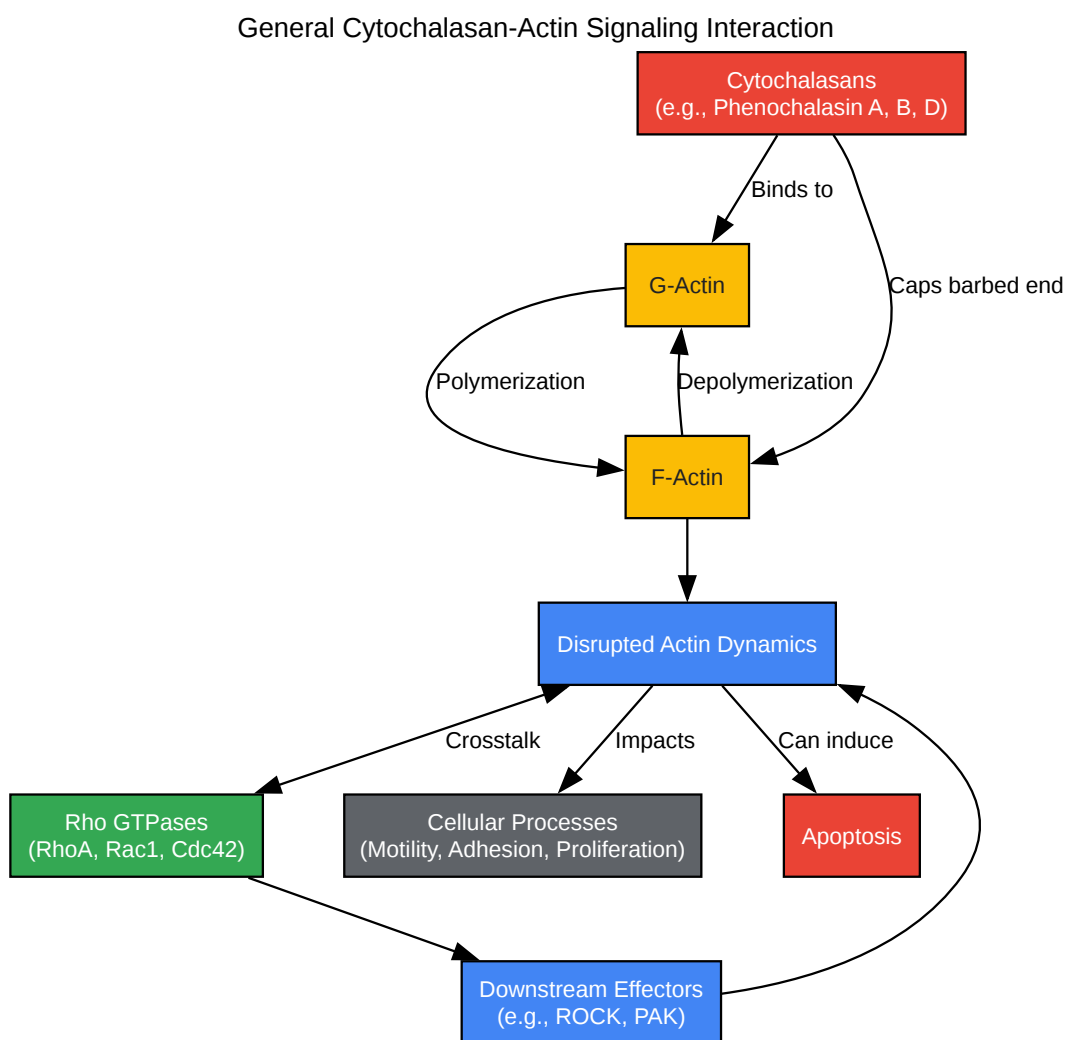 General Cytochalasan-Actin Signaling Interaction
Cytochalasans
(e.g., Phenochalasin A, B, D)
Binds to
G-Actin
Caps barbed end
Polymerization
Depolymerization
F-Actin
Disrupted Actin Dynamics
Crosstalk
Impacts
Can induce
Rho GTPases
(RhoA, Rac1, Cdc42)
Cellular Processes
(Motility, Adhesion, Proliferation)
Apoptosis
Downstream Effectors
(e.g., ROCK, PAK)